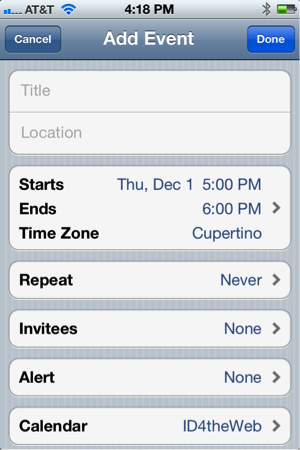 AT&T 4:18 PM
Cancel Add Event Done
Title
Location
Starts Thu, Dec 1 5:00 PM
Ends 6:00 PM
Time Zone Cupertino
Repeat Never
Invitees None
Alert None
Calendar ID4theWeb